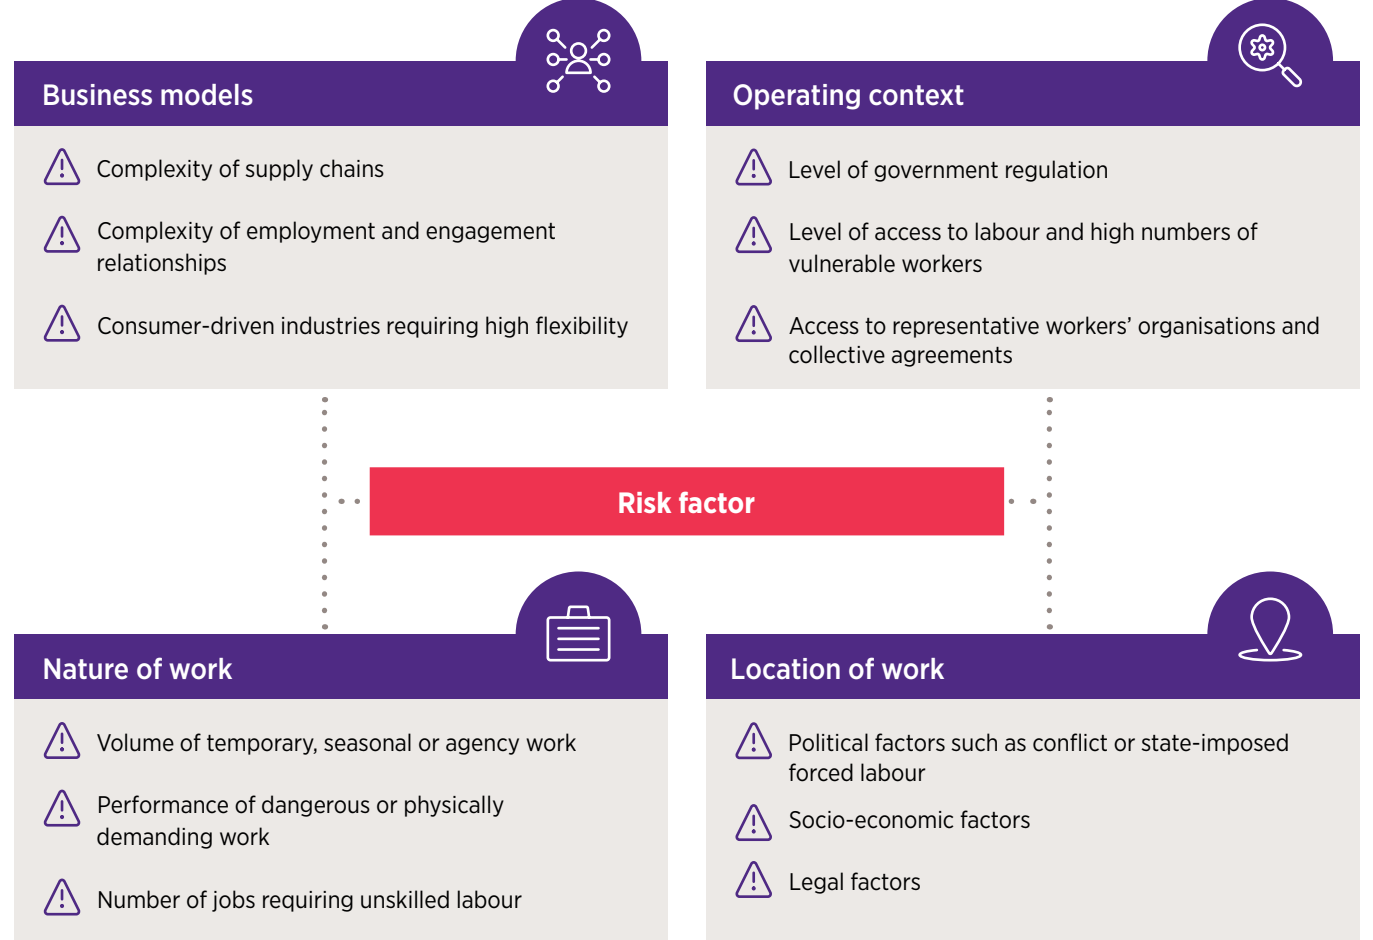 Business models
Complexity of supply chains
Complexity of employment and engagement
relationships
Consumer-driven industries requiring high flexibility
Operating context
Level of government regulation
Level of access to labour and high numbers of
vulnerable workers
Access to representative workers’ organisations and
collective agreements
Risk factor
Nature of work
Volume of temporary, seasonal or agency work
Performance of dangerous or physically
demanding work
Number of jobs requiring unskilled labour
Location of work
Political factors such as conflict or state-imposed
forced labour
Socio-economic factors
Legal factors